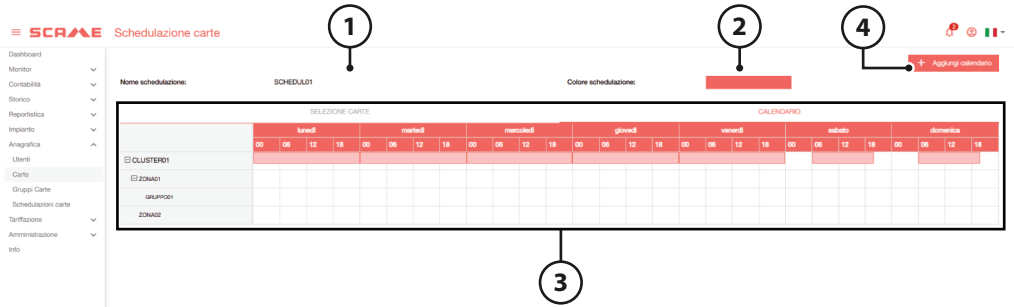 1
2
4
SCAME
Schedulazione carte
2
Dashboard
Monitor
Contabilità
Storico
Reportistica
Impianto
Anagrafica
Utenti
Carte
Gruppi Carte
Schedulazioni carte
Tariffazione
Amministrazione
Info
+ Aggiungi calendario
Nome schedulazione: SCHEDUL01 Colore schedulazione:
SELEZIONE CARTE CALENDARIO
lunedì martedì mercoledì giovedì venerdì sabato domenica
00 06 12 18 00 06 12 18 00 06 12 18 00 06 12 18 00 06 12 18 00 06 12 18 00 06 12 18
CLUSTER01
ZONA01
GRUPPO01
ZONA02
3